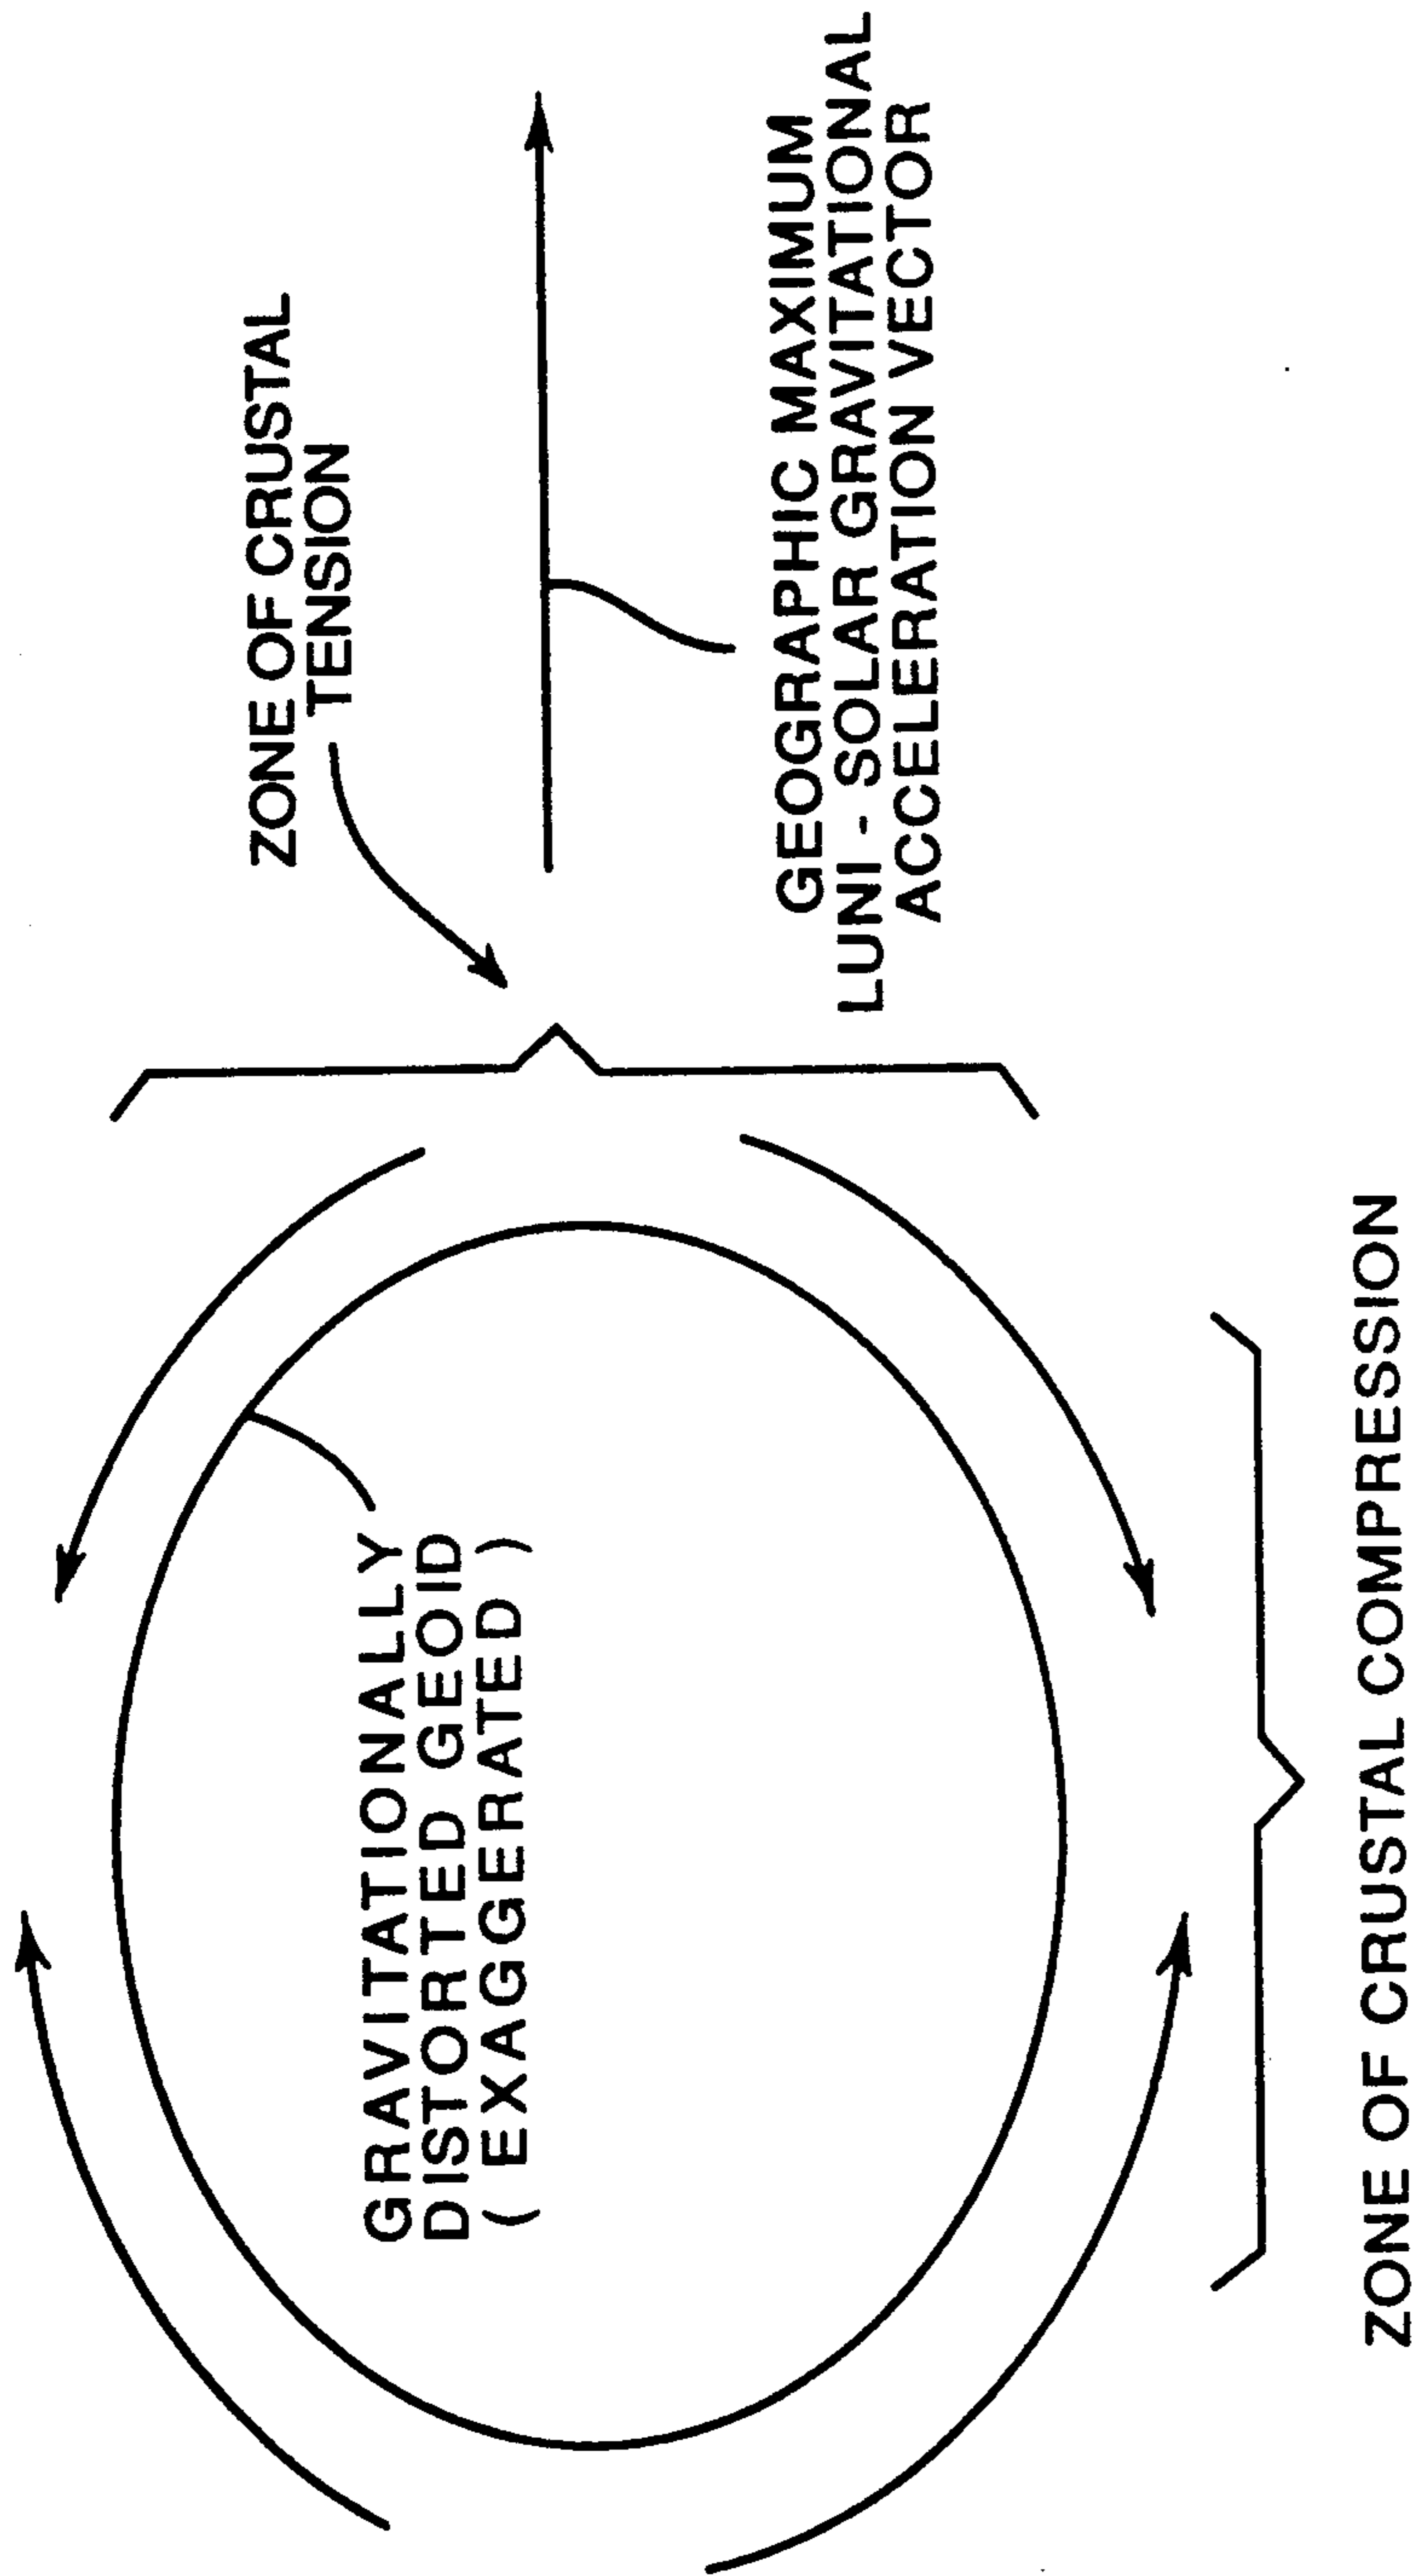 ZONE OF CRUSTAL
TENSION
GRAVITATIONALLY
DISTORTED GEOID
( EXAGGERATED )
GEOGRAPHIC MAXIMUM
LUNI - SOLAR GRAVITATIONAL
ACCELERATION VECTOR
ZONE OF CRUSTAL COMPRESSION